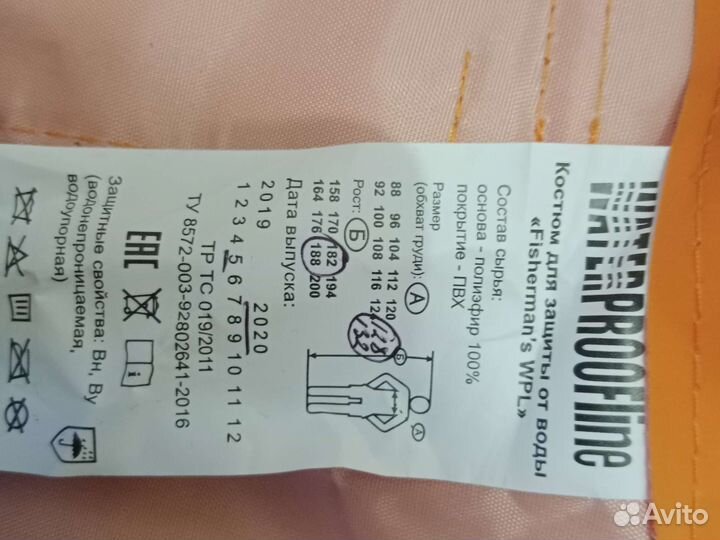 WATERPROOFline
Костюм для защиты от воды
«Fisherman's WPL»
Состав сырья:
основа - полиэфир 100%
покрытие - ПВХ
Размер
(обхват груди): А
88 96 104 112 120
92 100 108 116 124
Рост: Б
158 170 182 194
164 176 188 200
Дата выпуска:
2019 2020
1 2 3 4 5 6 7 8 9 10 11 12
ТР ТС 019/2011
ТУ 8572-003-92802641-2016
EAC
Защитные свойства: Вн, Ву
(водонепроницаемая,
водоупорная)
Б
А
Avito